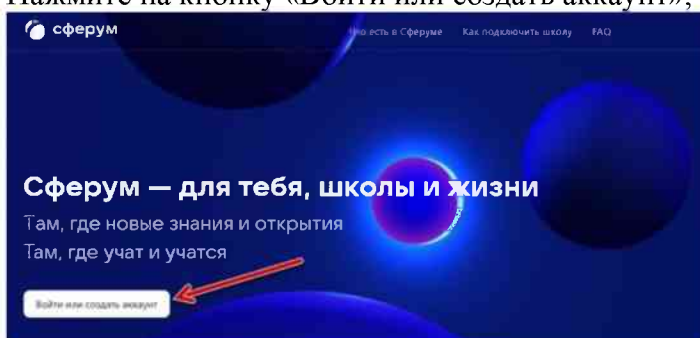 Нажмите на кнопку «Войти или создать аккаунт»,
сферум
Что есть в Сферуме Как подключить школу FAQ
Сферум — для тебя, школы и жизни
Там, где новые знания и открытия
Там, где учат и учатся
Войти или создать аккаунт